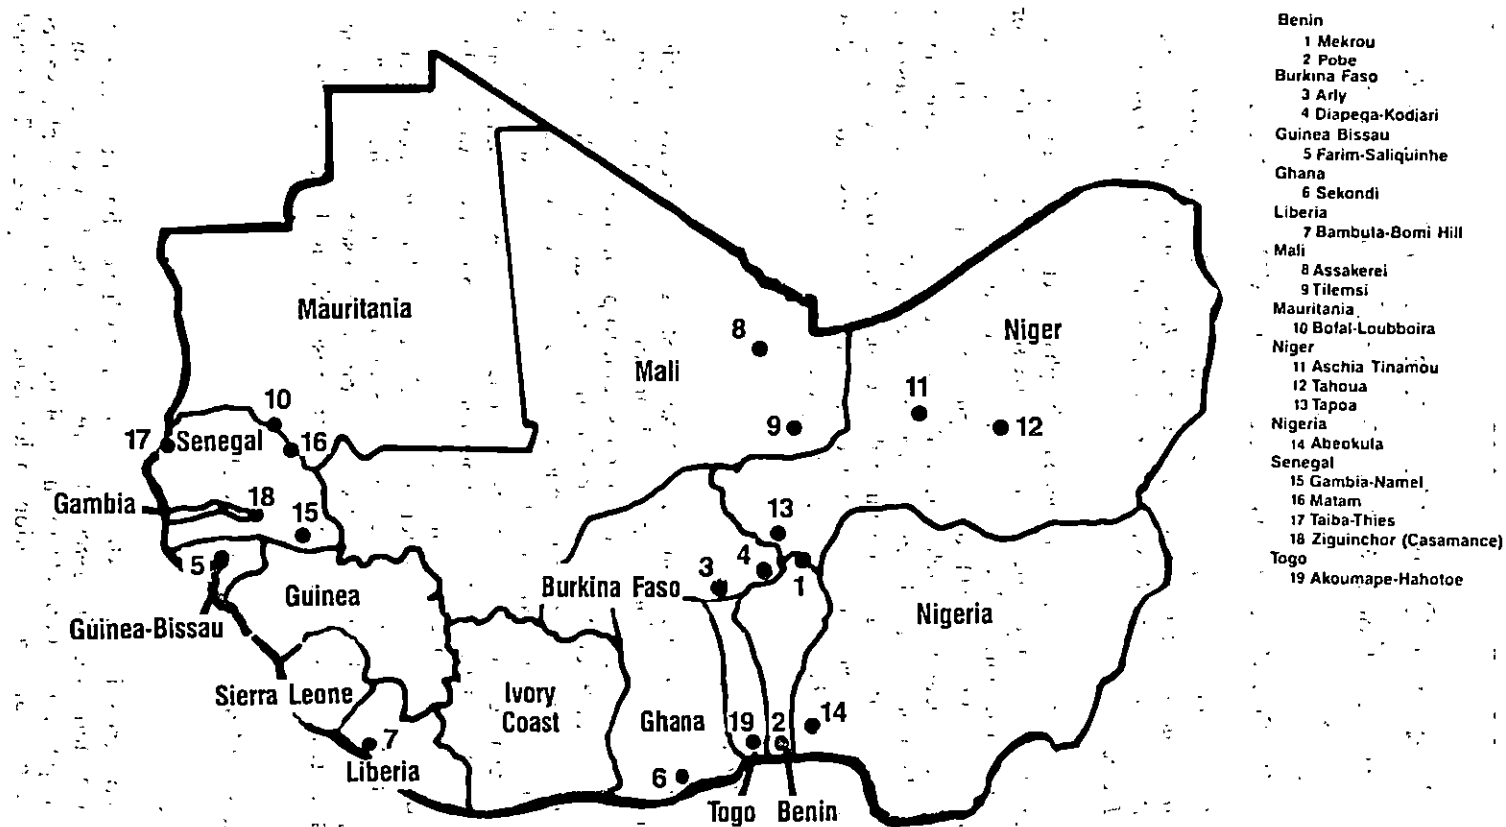 Benin
1 Mekrou
2 Pobe
Burkina Faso
3 Arly
4 Diapega-Kodjari
Guinea Bissau
5 Farim-Saliquinhe
Ghana
6 Sekondi
Liberia
7 Bambuta-Bomi Hill
Mali
8 Assakerei
9 Tilemsi
Mauritania
10 Bofal-Loubboira
Niger
11 Aschia Tinamou
12 Tahoua
13 Tapoa
Nigeria
14 Abeokula
Senegal
15 Gambia-Namel
16 Matam
17 Taiba-Thies
18 Ziguinchor (Casamance)
Togo
19 Akoumape-Hahotoe
Mauritania
8
Niger
Mali
10
11
17
Senegal
16
9
12
Gambia
18
15
13
5
3
4
1
Burkina Faso
Guinea
Nigeria
Guinea-Bissau
Sierra Leone
Ivory
Coast
Ghana
19
2
14
7
Liberia
6
Togo
Benin